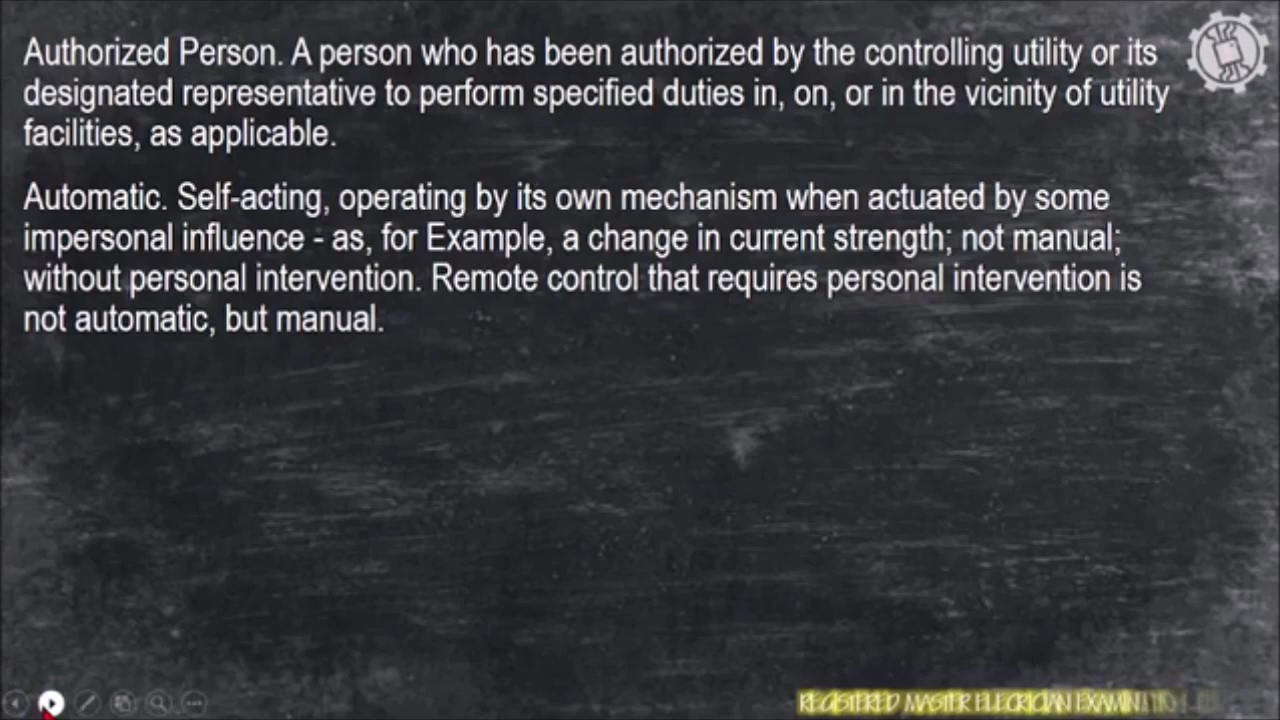 Authorized Person. A person who has been authorized by the controlling utility or its
designated representative to perform specified duties in, on, or in the vicinity of utility
facilities, as applicable.
Automatic. Self-acting, operating by its own mechanism when actuated by some
impersonal influence - as, for Example, a change in current strength; not manual;
without personal intervention. Remote control that requires personal intervention is
not automatic, but manual.
REGISTERED MASTER ELECRICIAN